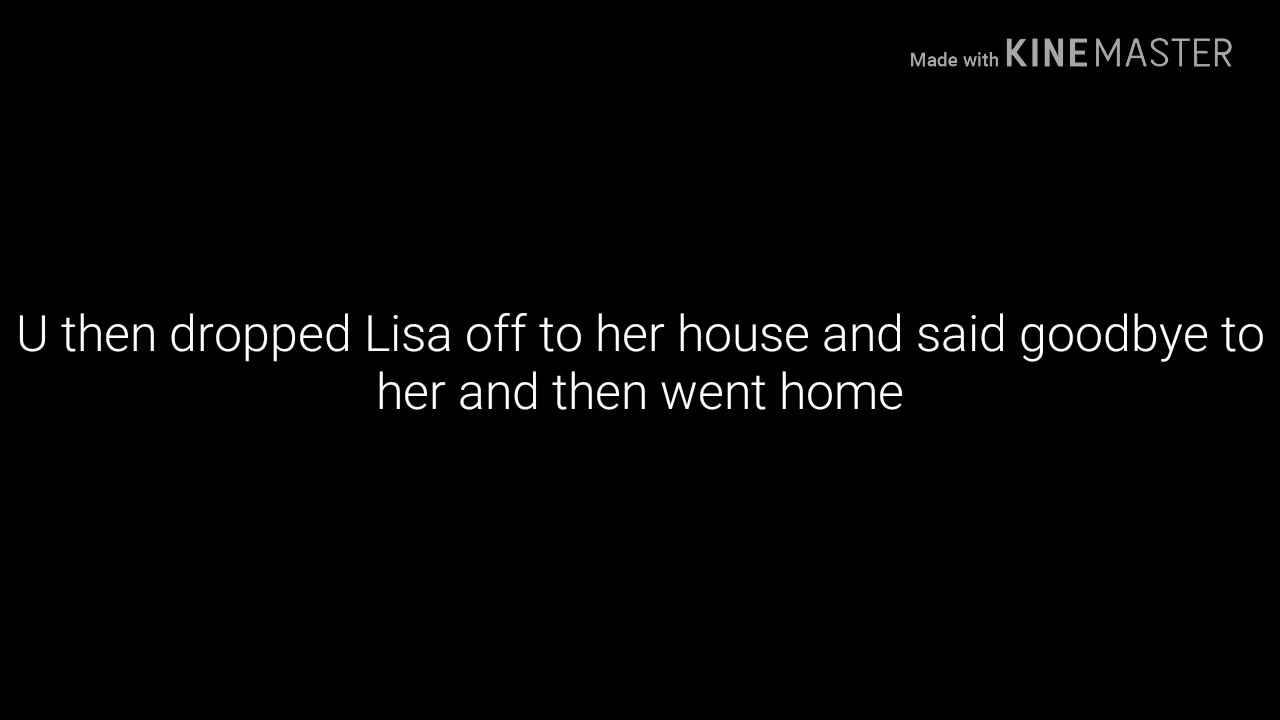 Made with KINEMASTER
U then dropped Lisa off to her house and said goodbye to
her and then went home